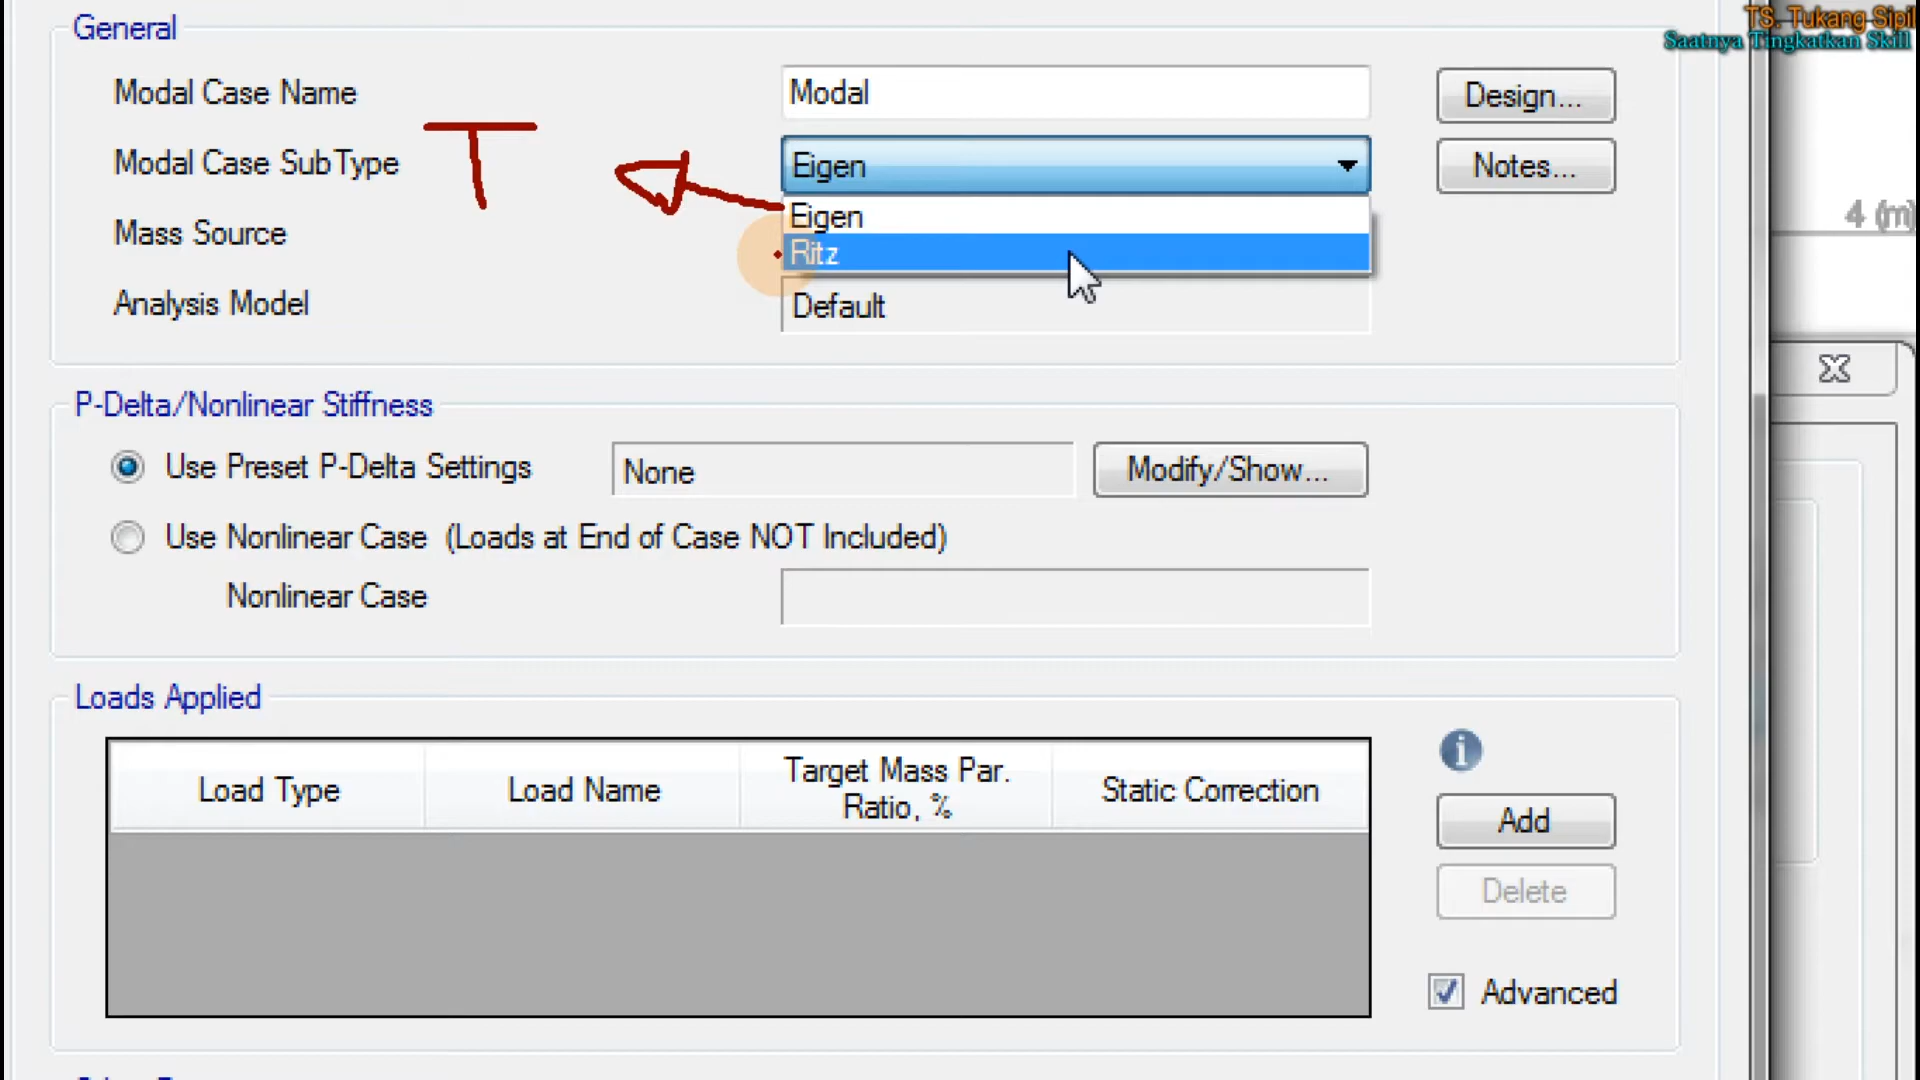 TS. Tukang Sipil
Saatnya Tingkatkan Skill
General
Modal Case Name
Modal
Design...
Modal Case SubType
T
Eigen
Notes...
Eigen
Mass Source
Ritz
4 (m)
Analysis Model
Default
P-Delta/Nonlinear Stiffness
Use Preset P-Delta Settings
None
Modify/Show...
Use Nonlinear Case (Loads at End of Case NOT Included)
Nonlinear Case
Loads Applied
Load Type
Load Name
Target Mass Par.
Ratio, %
Static Correction
Add
Delete
Advanced